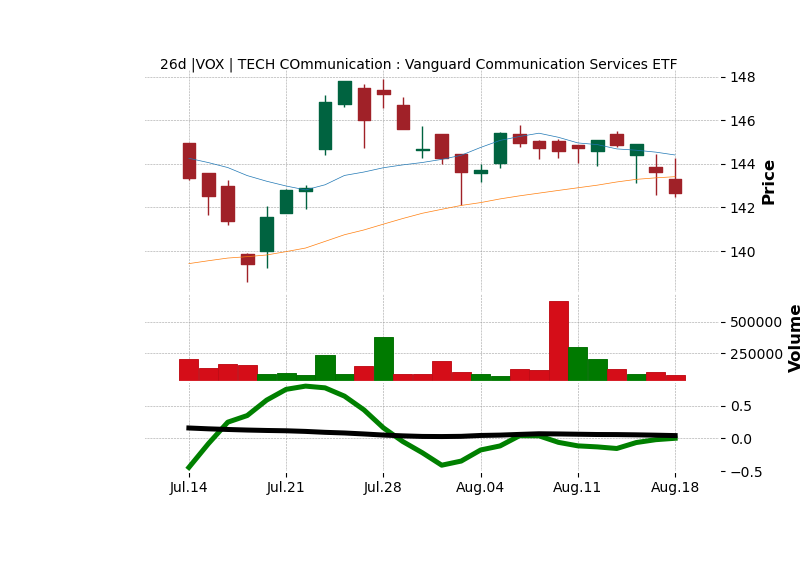 26d |VOX | TECH COmmunication : Vanguard Communication Services ETF
148
146
144
142
140
Price
500000
250000
Volume
0.5
0.0
−0.5
Jul.14 Jul.21 Jul.28 Aug.04 Aug.11 Aug.18